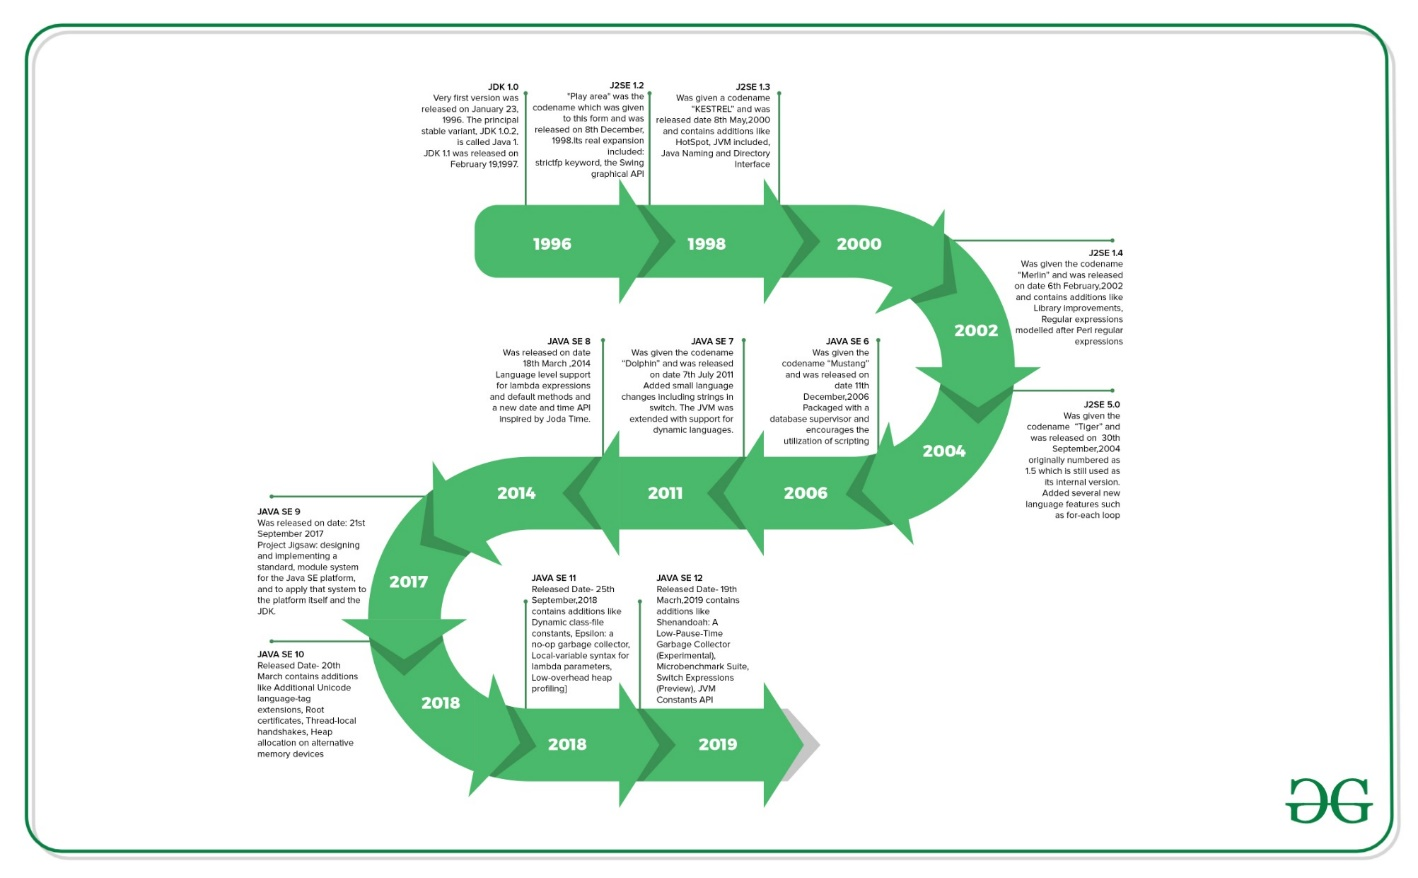 JDK 1.0
Very first version was
released on January 23,
1996. The principal
stable variant, JDK 1.0.2,
is called Java 1.
JDK 1.1 was released on
February 19,1997.
J2SE 1.2
"Play area" was the
codename which was given
to this form and was
released on 8th December,
1998.Its real expansion
included:
strictfp keyword, the Swing
graphical API
J2SE 1.3
Was given a codename
"KESTREL" and was
released date 8th May,2000
and contains additions like
HotSpot, JVM included,
Java Naming and Directory
Interface
1996
1998
2000
J2SE 1.4
Was given the codename
"Merlin" and was released
on date 6th February,2002
and contains additions like
Library improvements,
Regular expressions
modelled after Perl regular
expressions
2002
J2SE 5.0
Was given the
codename "Tiger" and
was released on 30th
September,2004
originally numbered as
1.5 which is still used as
its internal version.
Added several new
language features such
as for-each loop
2004
JAVA SE 6
Was given the
codename "Mustang"
and was released on
date 11th
December,2006
Packaged with a
database supervisor and
encourages the
utilization of scripting
2006
JAVA SE 7
Was given the codename
"Dolphin" and was released
on date 7th July 2011
Added small language
changes including strings in
switch. The JVM was
extended with support for
dynamic languages.
2011
JAVA SE 8
Was released on date
18th March ,2014
Language level support
for lambda expressions
and default methods and
a new date and time API
inspired by Joda Time.
2014
JAVA SE 9
Was released on date: 21st
September 2017
Project Jigsaw: designing
and implementing a
standard, module system
for the Java SE platform,
and to apply that system to
the platform itself and the
JDK.
2017
JAVA SE 10
Released Date- 20th
March contains additions
like Additional Unicode
language-tag
extensions, Root
certificates, Thread-local
handshakes, Heap
allocation on alternative
memory devices
2018
JAVA SE 11
Released Date- 25th
September,2018
contains additions like
Dynamic class-file
constants, Epsilon: a
no-op garbage collector,
Local-variable syntax for
lambda parameters,
Low-overhead heap
profiling]
2018
JAVA SE 12
Released Date- 19th
Macrh,2019 contains
additions like
Shenandoah: A
Low-Pause-Time
Garbage Collector
(Experimental),
Microbenchmark Suite,
Switch Expressions
(Preview), JVM
Constants API
2019